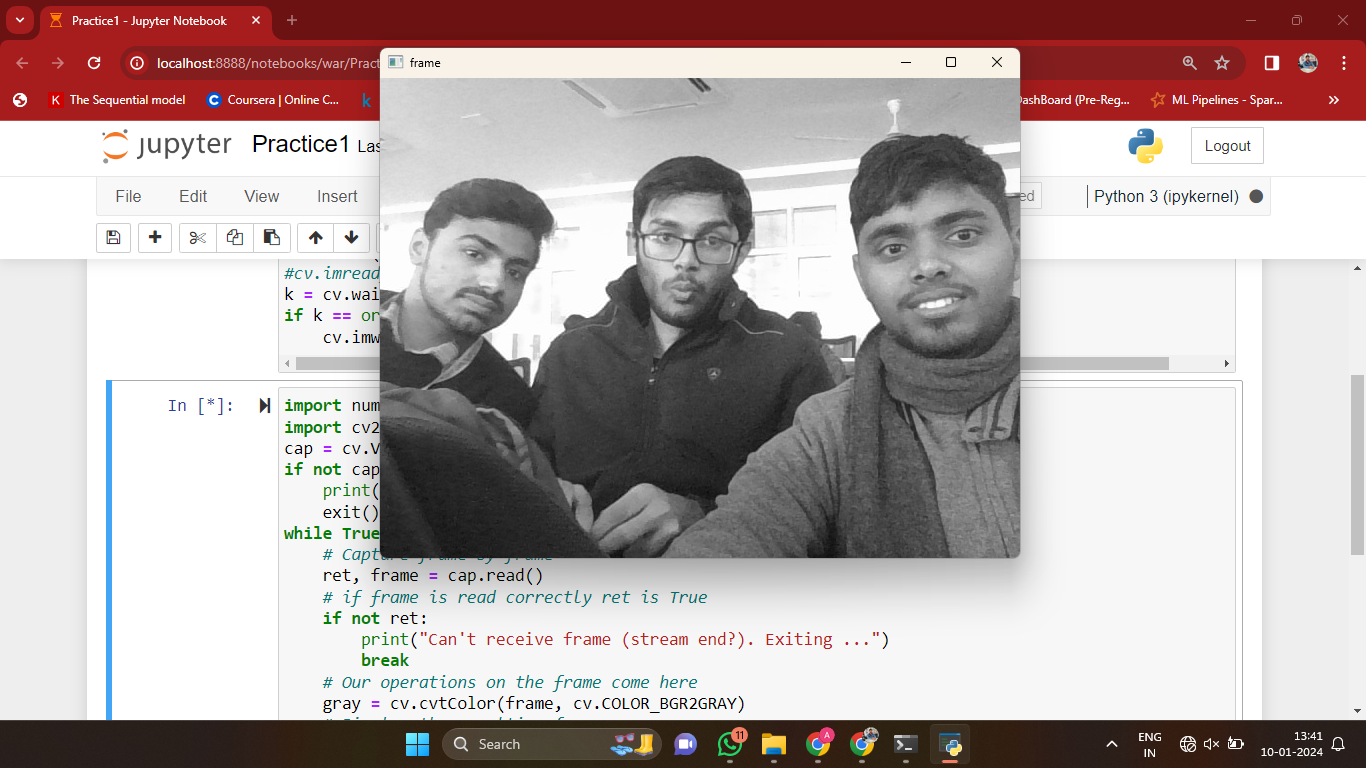 Practice1 - Jupyter Notebook
localhost:8888/notebooks/war/Pract
K The Sequential model
C Coursera | Online C...
k
DashBoard (Pre-Reg...
ML Pipelines - Spar...
frame
jupyter Practice1 Las
Logout
File Edit View Insert
ed
Python 3 (ipykernel)
#cv.imread
k = cv.wai
if k == or
cv.imw
In [*]:
import num
import cv2
cap = cv.V
if not cap
print(
exit()
while True
# Capture frame-by-frame
ret, frame = cap.read()
# if frame is read correctly ret is True
if not ret:
print("Can't receive frame (stream end?). Exiting ...")
break
# Our operations on the frame come here
gray = cv.cvtColor(frame, cv.COLOR_BGR2GRAY)
Search
11
A
ENG
IN
13:41
10-01-2024